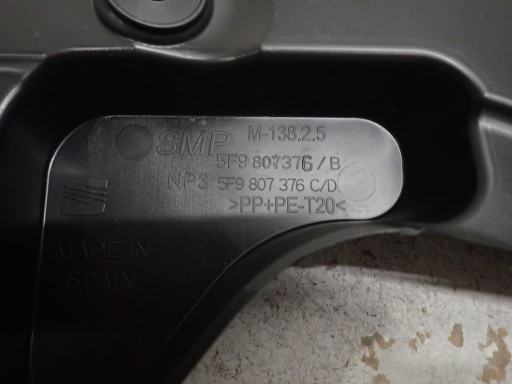 SMP M-138.2.5
5F9 807376/B
NP3 5F9 807 376 C/D
>PP+PE-T20<
MADE IN
SPAIN